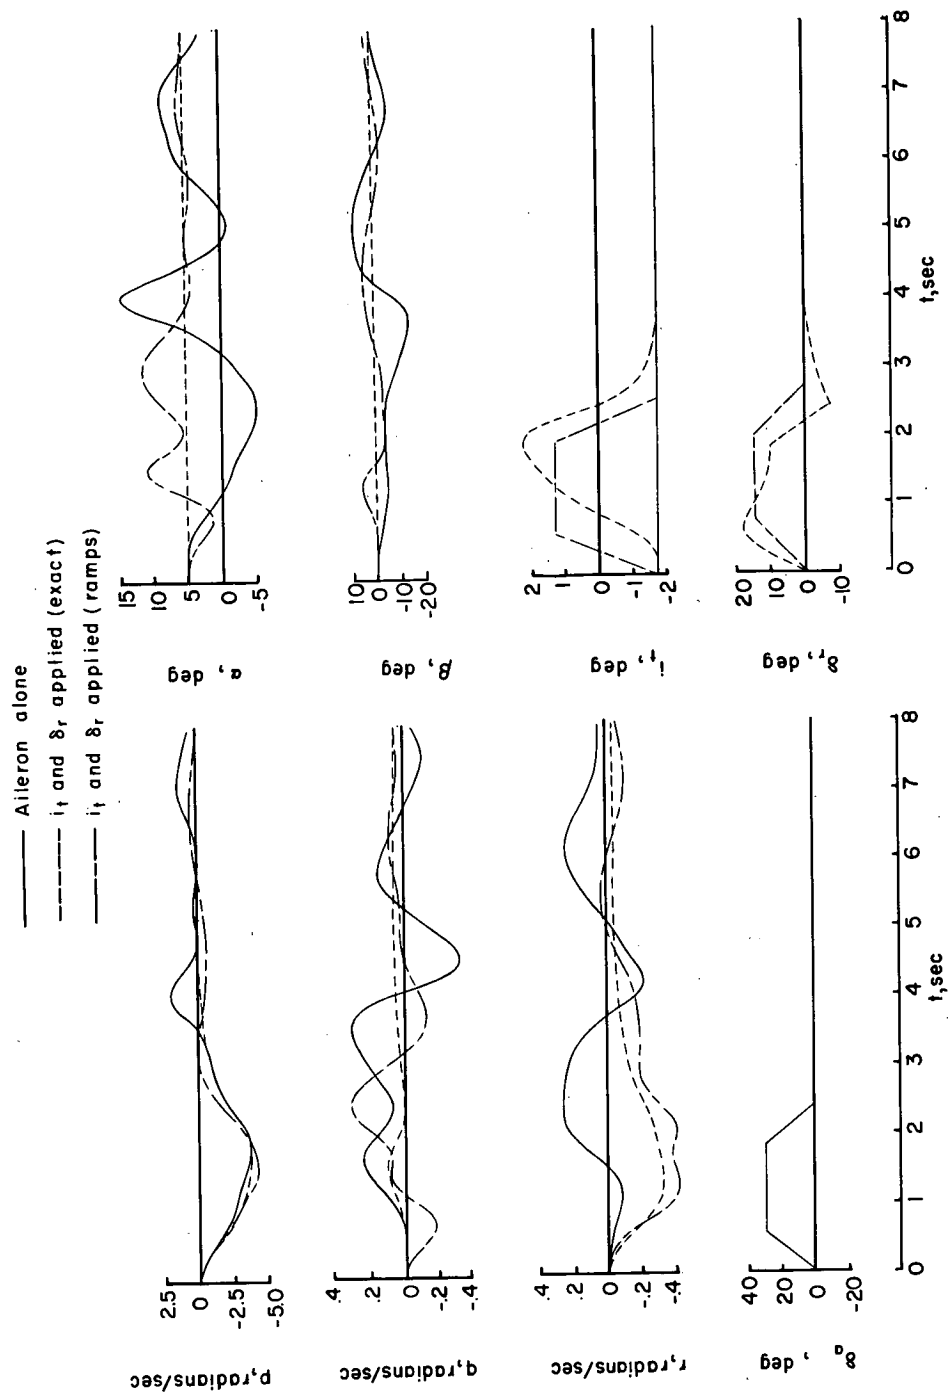 Aileron alone
i_t and δ_r applied (exact)
i_t and δ_r applied (ramps)
p, radians/sec
2.5
0
-2.5
-5.0
q, radians/sec
.4
.2
0
-.2
-.4
r, radians/sec
.4
.2
0
-.2
-.4
δ_a, deg
40
20
0
-20
0 1 2 3 4 5 6 7 8
t, sec
α, deg
15
10
5
0
-5
β, deg
10
0
-10
-20
i_t, deg
2
1
0
-2
δ_r, deg
20
10
0
-10
0 1 2 3 4 5 6 7 8
t, sec